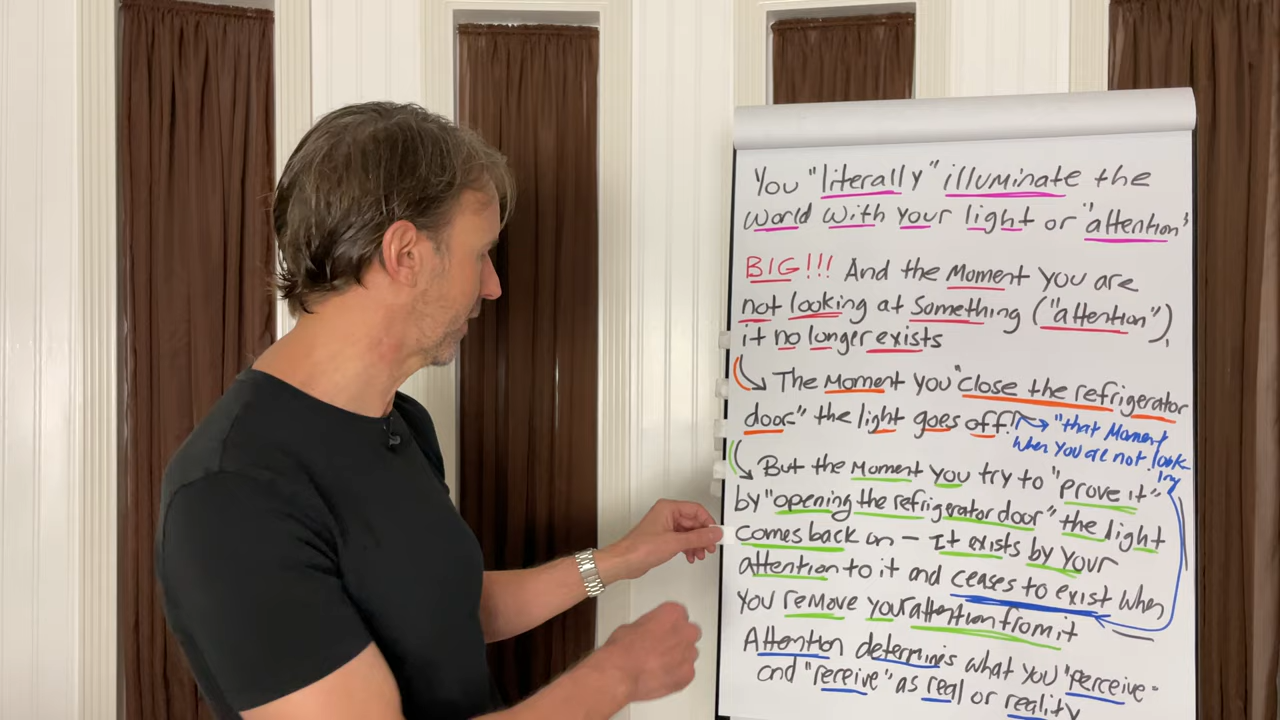 You "literally" illuminate the
world with your light or "attention"
BIG!!! And the Moment you are
not looking at Something ("attention"),
it no longer exists
The Moment you "close the refrigerator
door" the light goes off!
"that Moment
when you are not look
ing
But the Moment you try to "prove it"
by "opening the refrigerator door" the light
comes back on - It exists by your
attention to it and ceases to exist when
you remove your attention from it
Attention determines what you "perceive"
and "receive" as real or reality